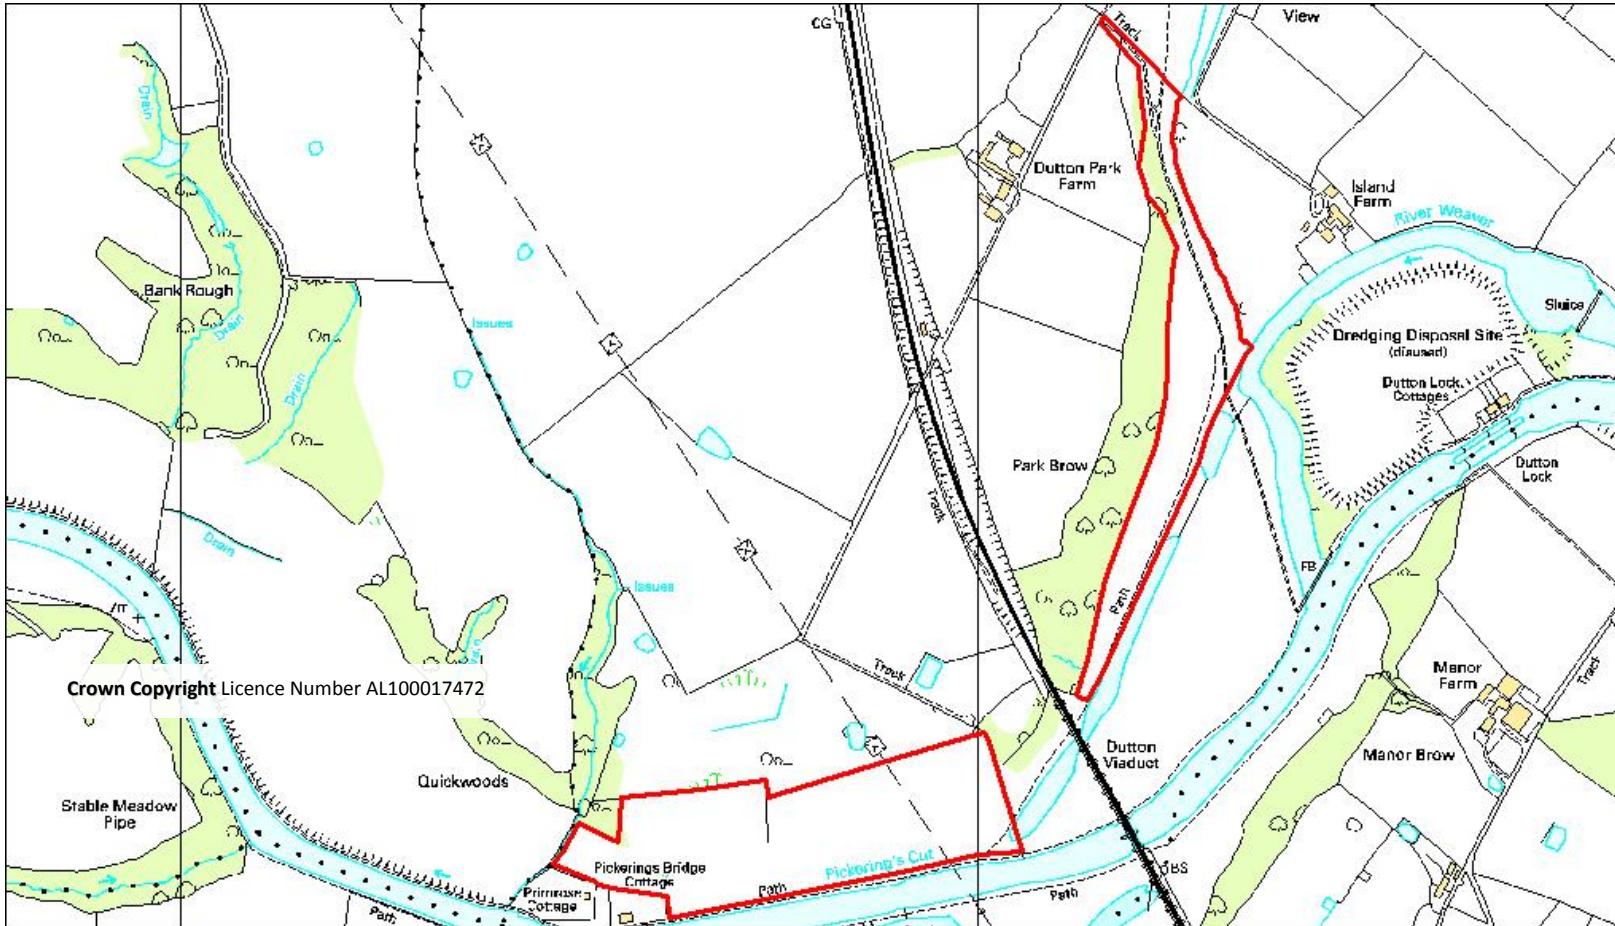 CG
Track
View
Drain
Dutton Park
Farm
Island
Farm
River Weaver
Bank Rough
Drain
Issues
Sluice
Dredging Disposal Site
(disused)
Drain
Dutton Lock
Cottages
Park Brow
Track
Dutton
Lock
Drain
FB
Issues
Path
Track
Manor
Farm
Track
Crown Copyright Licence Number AL100017472
Dutton
Viaduct
Manor Brow
Quickwoods
Stable Meadow
Pipe
Pickerings Bridge
Cottage
Pickering's Cut
Path
Primrose
Cottage
Path
Path